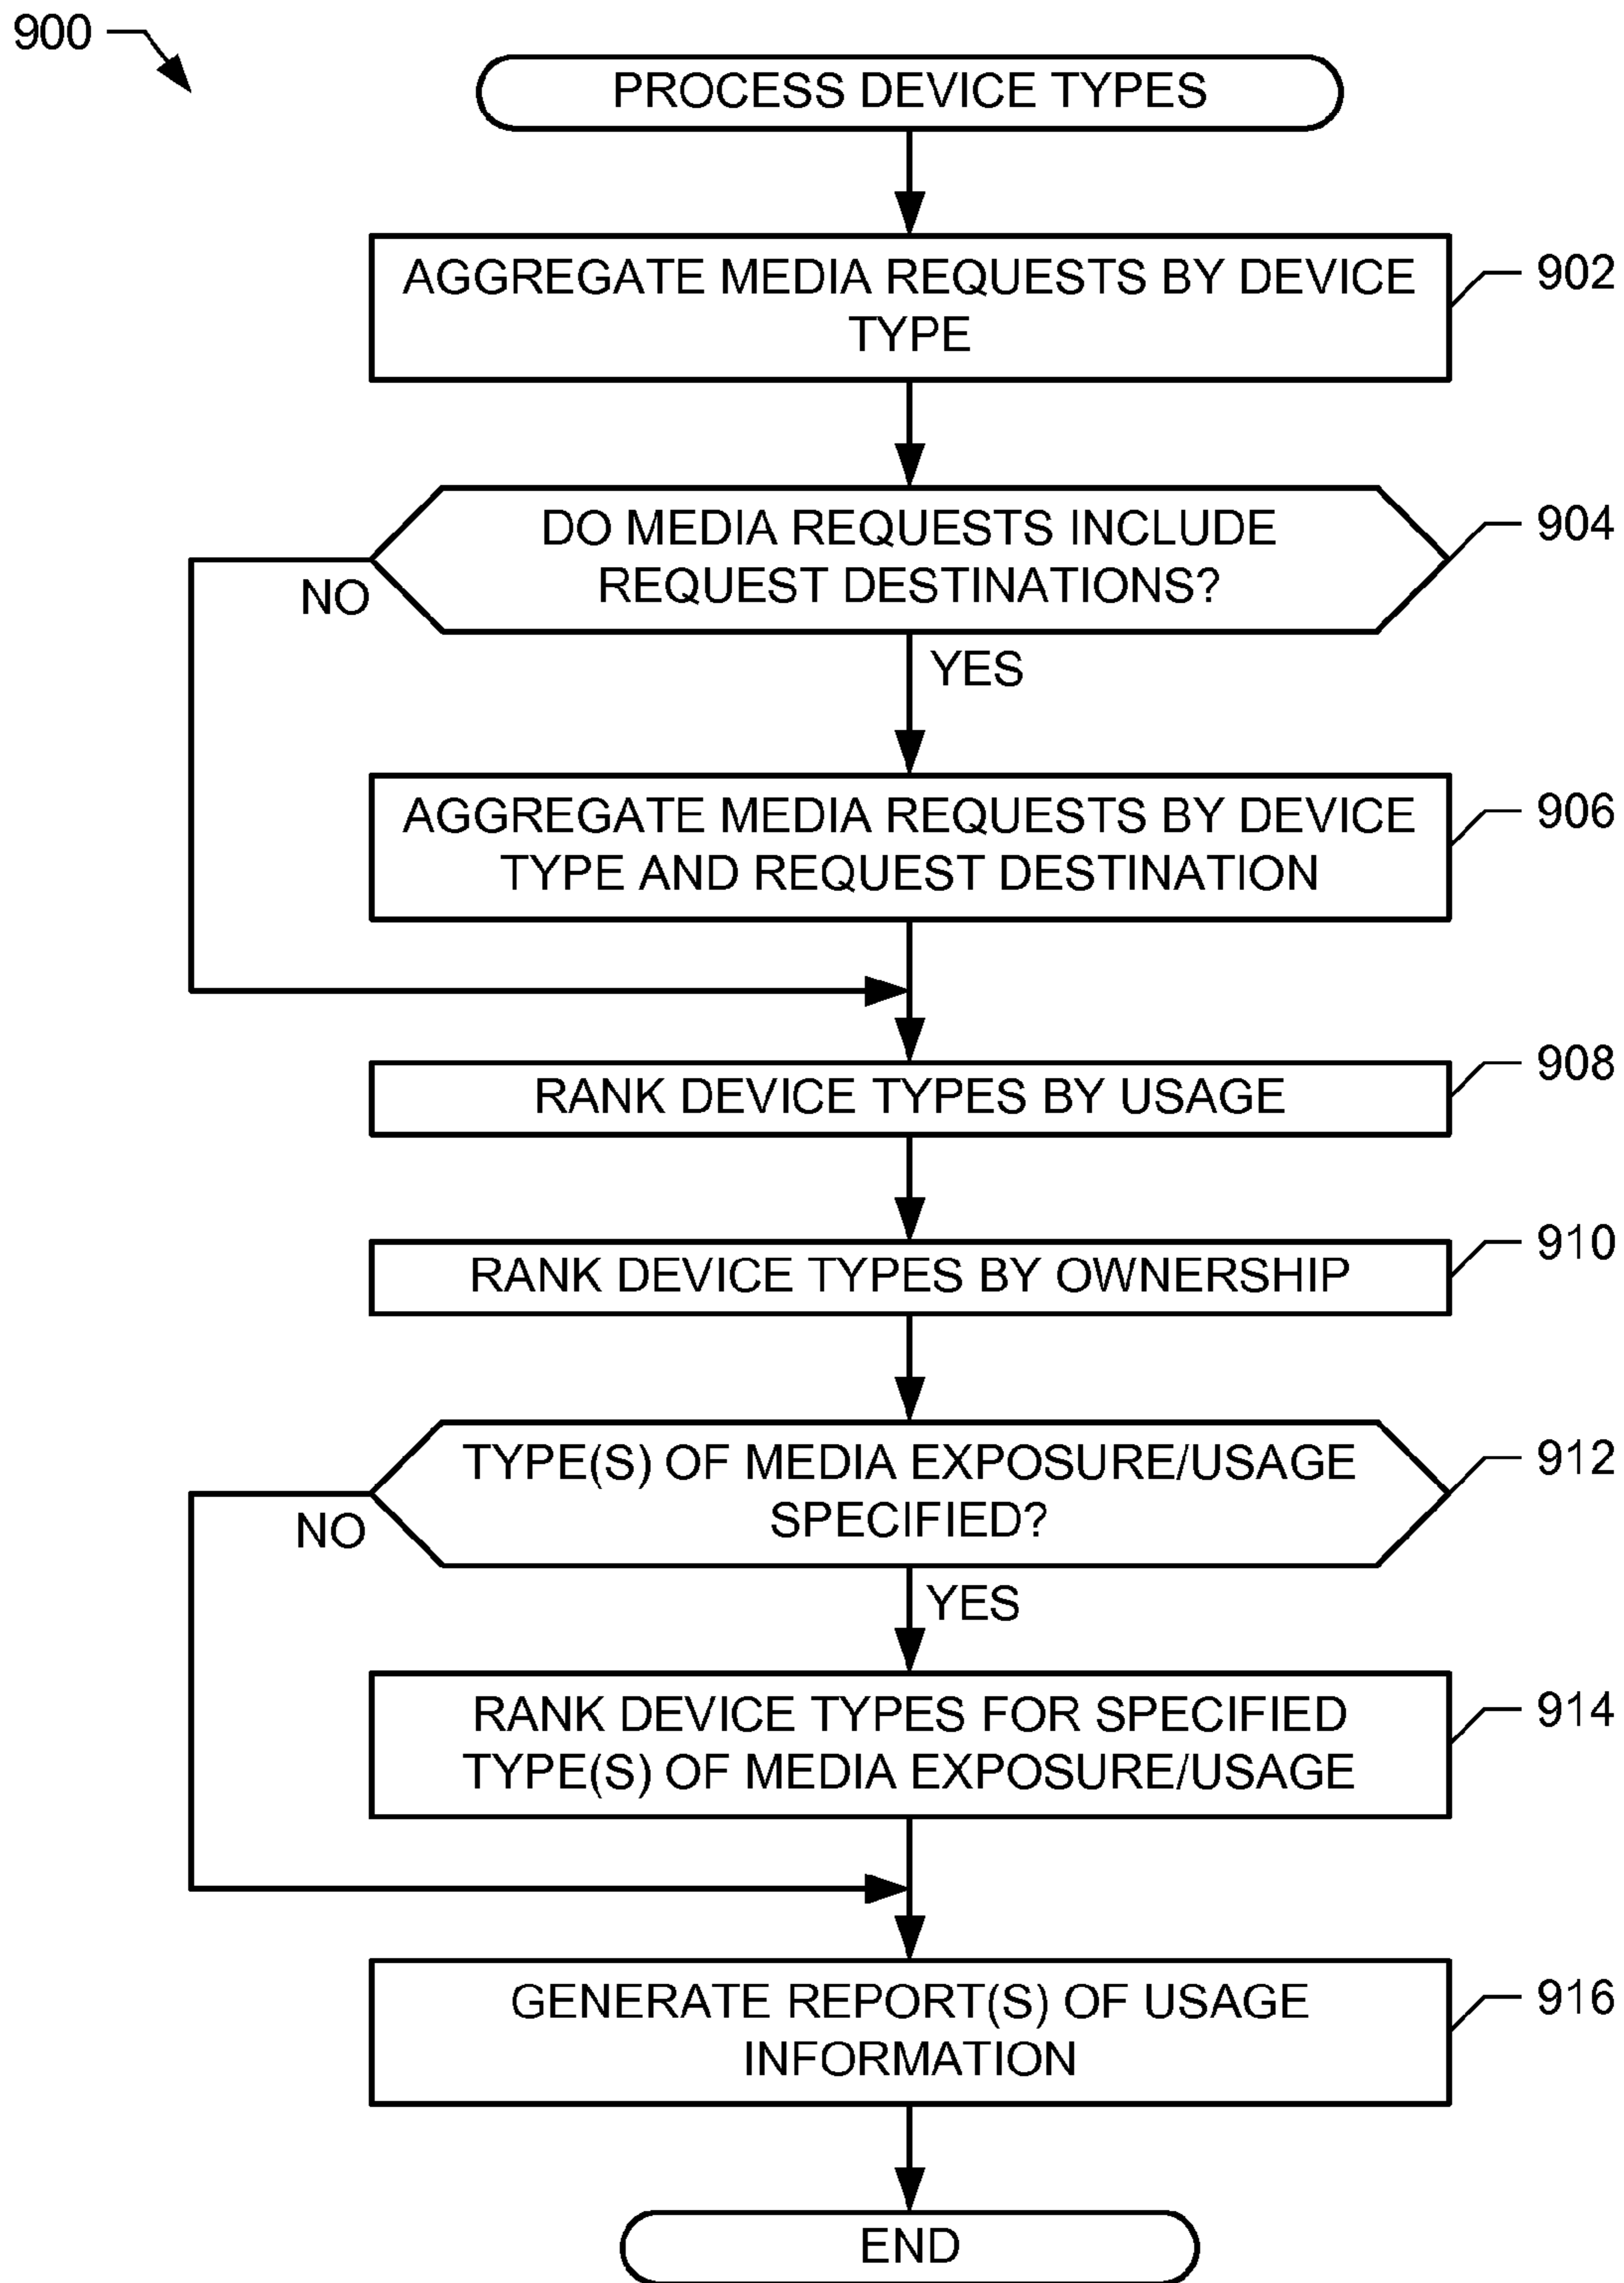 900
PROCESS DEVICE TYPES
AGGREGATE MEDIA REQUESTS BY DEVICE
TYPE
902
DO MEDIA REQUESTS INCLUDE
REQUEST DESTINATIONS?
904
NO
YES
AGGREGATE MEDIA REQUESTS BY DEVICE
TYPE AND REQUEST DESTINATION
906
RANK DEVICE TYPES BY USAGE
908
RANK DEVICE TYPES BY OWNERSHIP
910
TYPE(S) OF MEDIA EXPOSURE/USAGE
SPECIFIED?
912
NO
YES
RANK DEVICE TYPES FOR SPECIFIED
TYPE(S) OF MEDIA EXPOSURE/USAGE
914
GENERATE REPORT(S) OF USAGE
INFORMATION
916
END